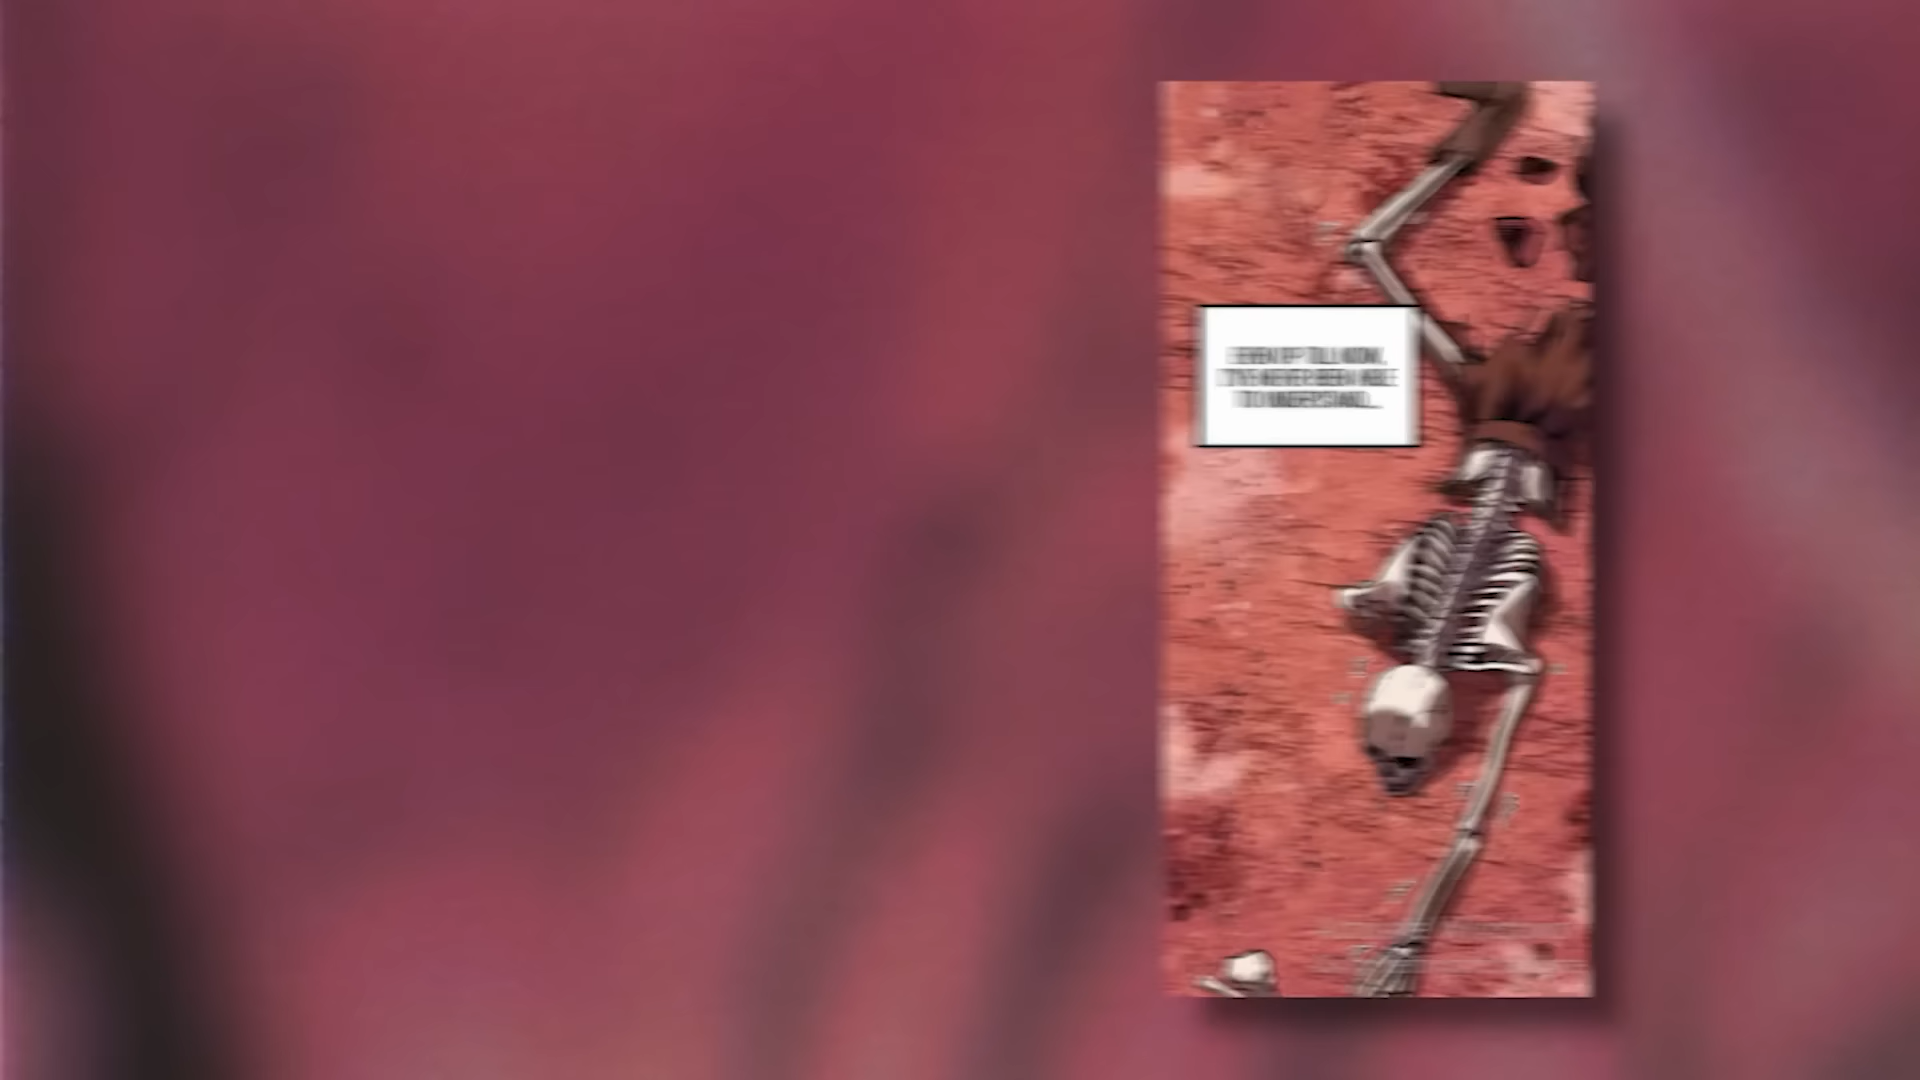 EVEN UP TILL NOW,
I'VE NEVER BEEN ABLE
TO UNDERSTAND...